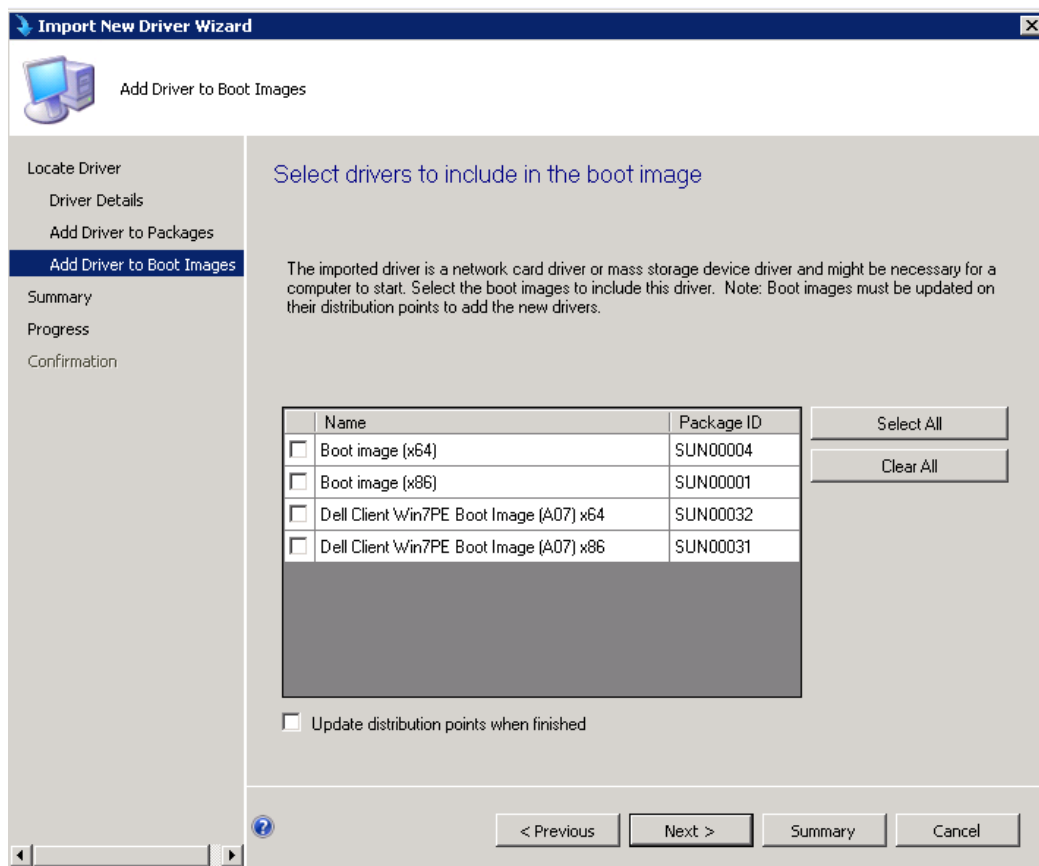 Import New Driver Wizard
Add Driver to Boot Images
Locate Driver
Driver Details
Add Driver to Packages
Add Driver to Boot Images
Summary
Progress
Confirmation
Select drivers to include in the boot image
The imported driver is a network card driver or mass storage device driver and might be necessary for a
computer to start. Select the boot images to include this driver.  Note: Boot images must be updated on
their distribution points to add the new drivers.
Name Package ID
Boot image (x64) SUN00004
Boot image (x86) SUN00001
Dell Client Win7PE Boot Image (A07) x64 SUN00032
Dell Client Win7PE Boot Image (A07) x86 SUN00031
Select All
Clear All
Update distribution points when finished
< Previous Next > Summary Cancel